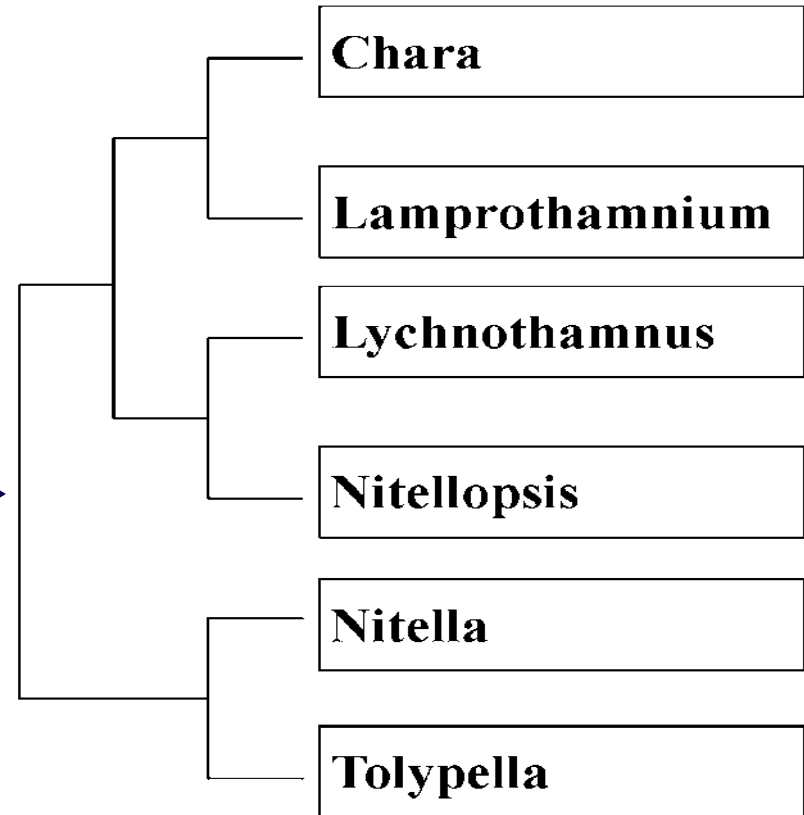 Chara
Lamprothamnium
Lychnothamnus
Nitellopsis
Nitella
Tolypella